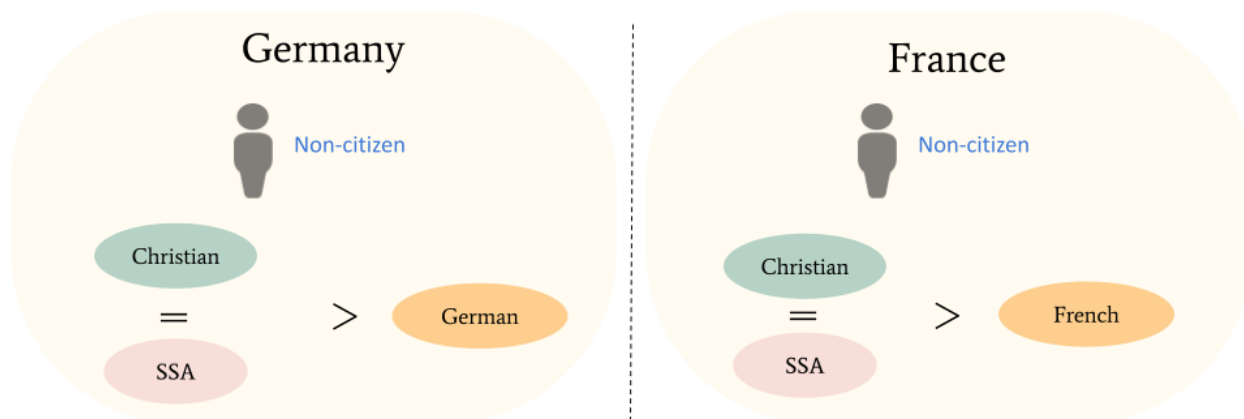 Germany
Non-citizen
Christian
=
SSA
>
German
France
Non-citizen
Christian
=
SSA
>
French